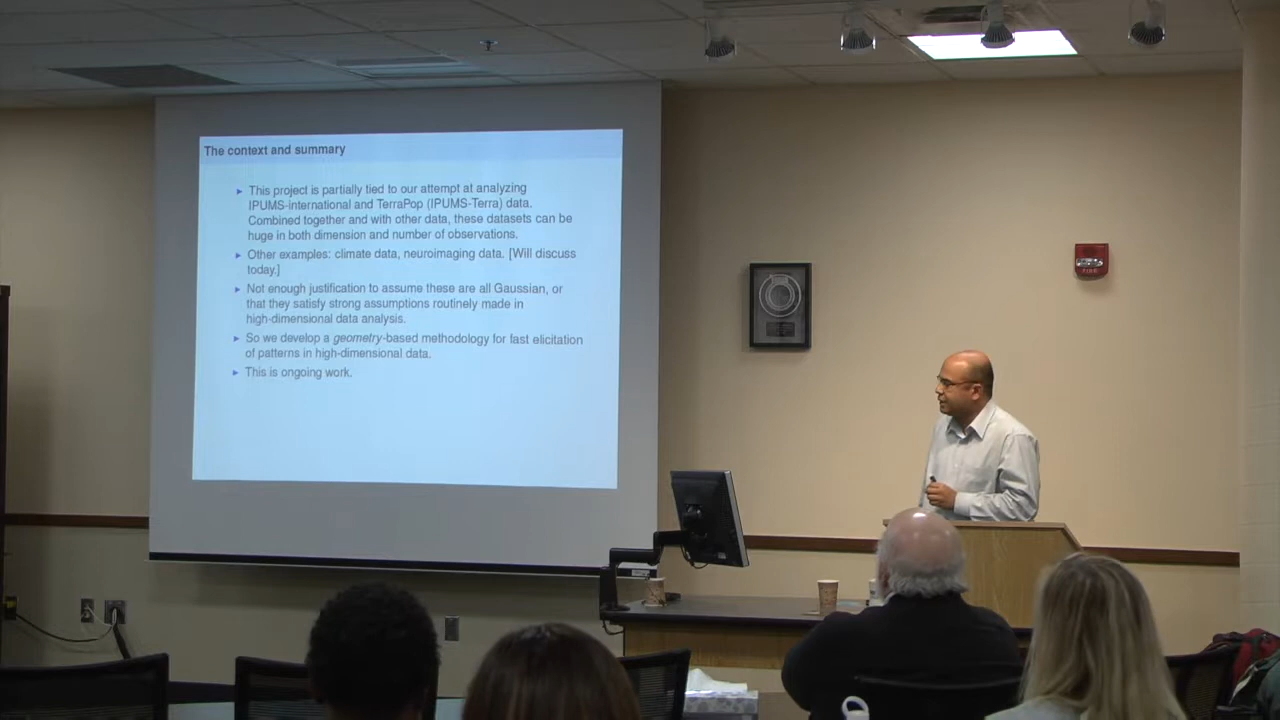 The context and summary
▶ This project is partially tied to our attempt at analyzing
IPUMS-international and TerraPop (IPUMS-Terra) data.
Combined together and with other data, these datasets can be
huge in both dimension and number of observations.
▶ Other examples: climate data, neuroimaging data. [Will discuss
today.]
▶ Not enough justification to assume these are all Gaussian, or
that they satisfy strong assumptions routinely made in
high-dimensional data analysis.
▶ So we develop a geometry-based methodology for fast elicitation
of patterns in high-dimensional data.
▶ This is ongoing work.
FIRE